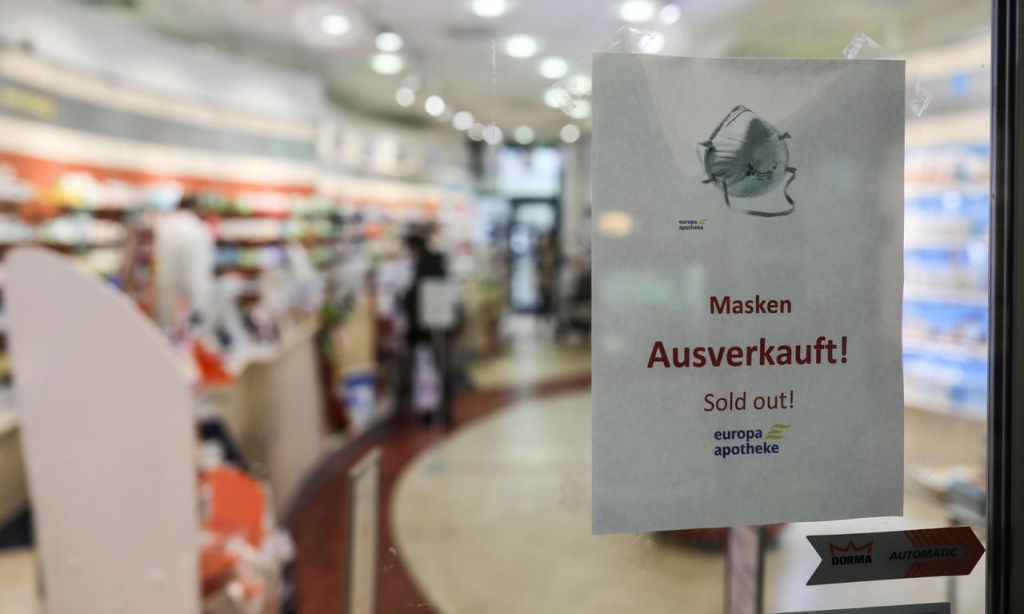 europa
apotheke
Masken
Ausverkauft!
Sold out!
europa
apotheke
DORMA
AUTOMATIC